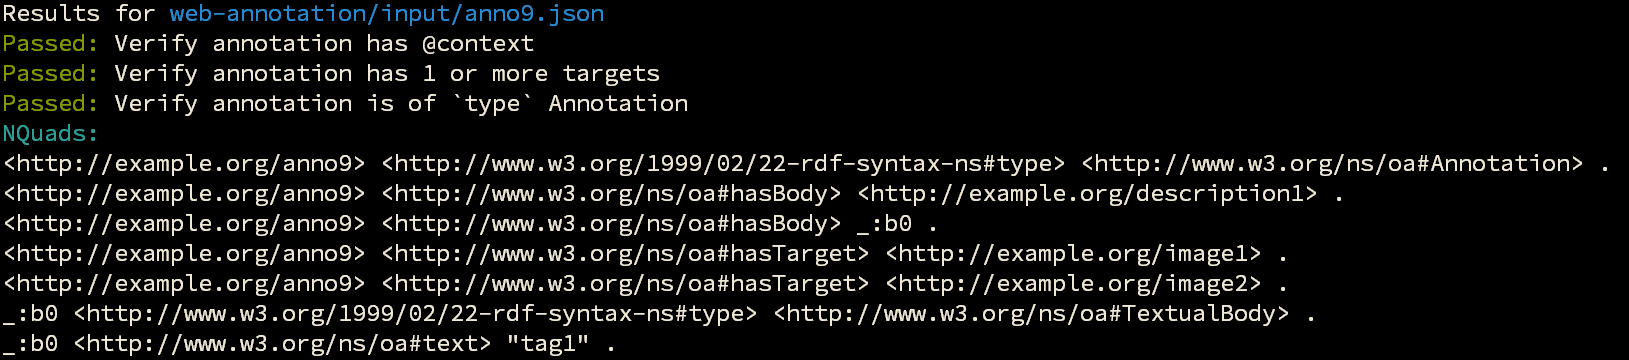 Results for web-annotation/input/anno9.json
Passed: Verify annotation has @context
Passed: Verify annotation has 1 or more targets
Passed: Verify annotation is of `type` Annotation
NQuads:
<http://example.org/anno9> <http://www.w3.org/1999/02/22-rdf-syntax-ns#type> <http://www.w3.org/ns/oa#Annotation> .
<http://example.org/anno9> <http://www.w3.org/ns/oa#hasBody> <http://example.org/description1> .
<http://example.org/anno9> <http://www.w3.org/ns/oa#hasBody> _:b0 .
<http://example.org/anno9> <http://www.w3.org/ns/oa#hasTarget> <http://example.org/image1> .
<http://example.org/anno9> <http://www.w3.org/ns/oa#hasTarget> <http://example.org/image2> .
_:b0 <http://www.w3.org/1999/02/22-rdf-syntax-ns#type> <http://www.w3.org/ns/oa#TextualBody> .
_:b0 <http://www.w3.org/ns/oa#text> "tag1" .